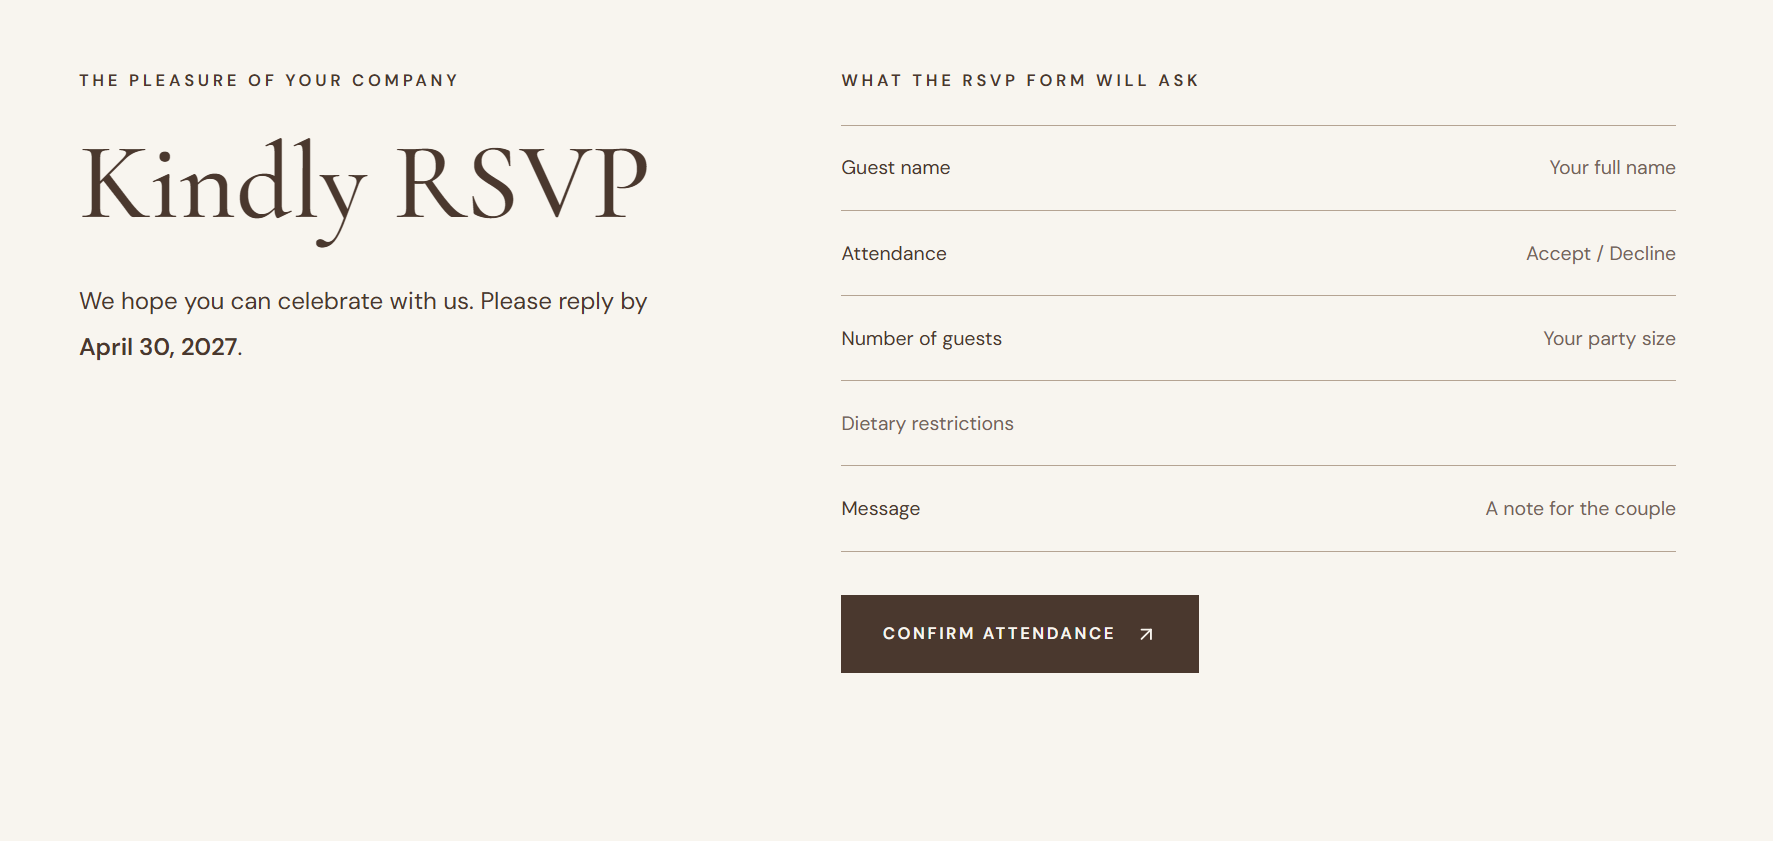 THE PLEASURE OF YOUR COMPANY
Kindly RSVP
We hope you can celebrate with us. Please reply by
April 30, 2027.
WHAT THE RSVP FORM WILL ASK
Guest name Your full name
Attendance Accept / Decline
Number of guests Your party size
Dietary restrictions
Message A note for the couple
CONFIRM ATTENDANCE